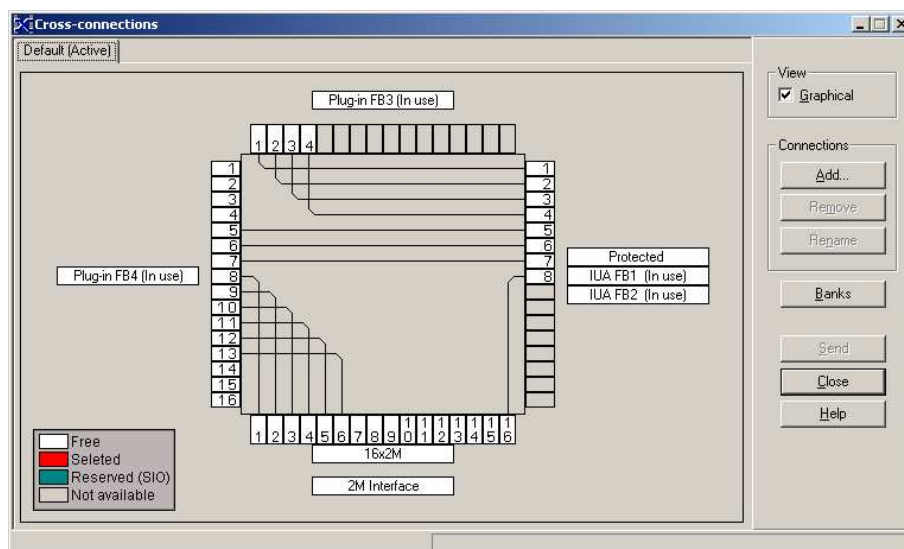 Cross-connections
Default (Active)
Plug-in FB3 (In use)
1 2 3 4
1
2
3
4
5
6
7
8
9
10
11
12
13
14
15
16
Plug-in FB4 (In use)
1
2
3
4
5
6
7
8
Protected
IUA FB1 (In use)
IUA FB2 (In use)
1 2 3 4 5 6 7 8 9 10 11 12 13 14 15 16
16x2M
2M Interface
Free
Seleted
Reserved (SIO)
Not available
View
Graphical
Connections
Add...
Remove
Rename
Banks
Send
Close
Help